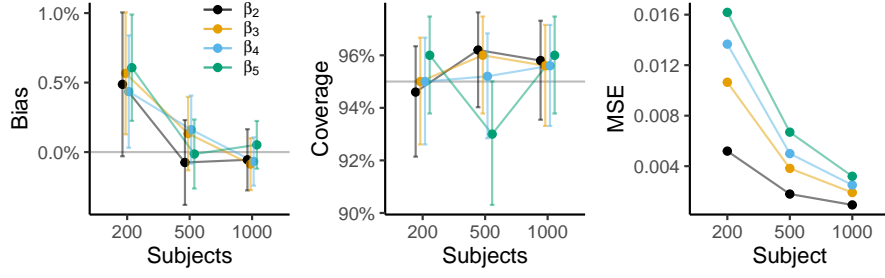 Bias
1.0%
0.5%
0.0%
200 500 1000
Subjects
β2
β3
β4
β5
Coverage
96%
94%
92%
90%
200 500 1000
Subjects
MSE
0.016
0.012
0.008
0.004
200 500 1000
Subject